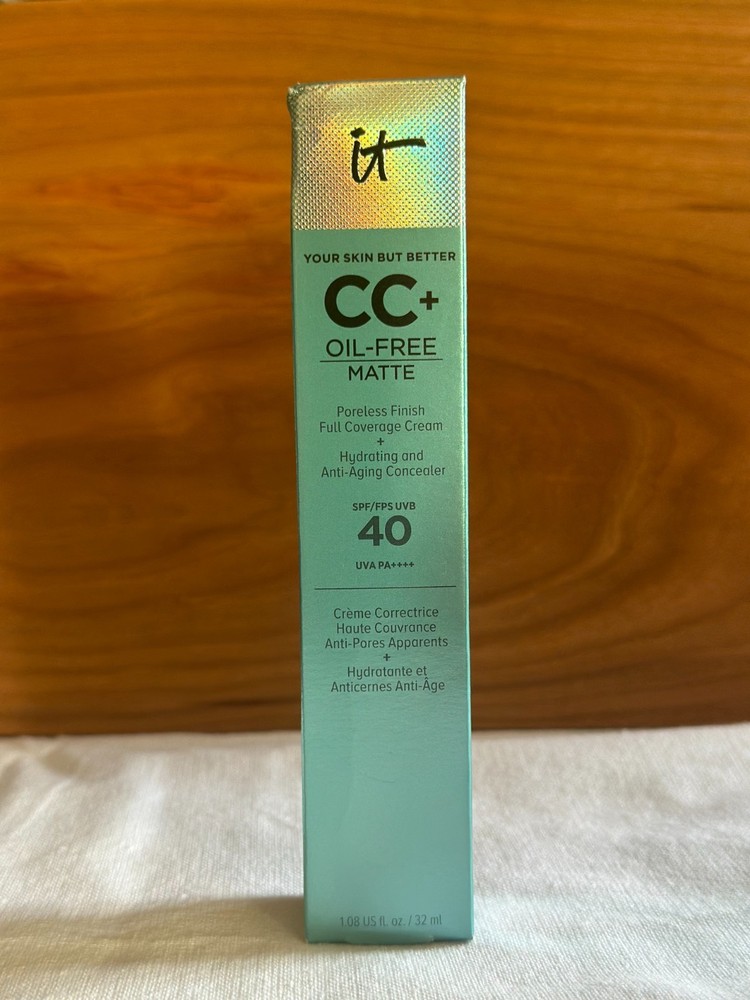 it
YOUR SKIN BUT BETTER
CC+
OIL-FREE
MATTE
Poreless Finish
Full Coverage Cream
+
Hydrating and
Anti-Aging Concealer
SPF/FPS UVB
40
UVA PA++++
Crème Correctrice
Haute Couvrance
Anti-Pores Apparents
+
Hydratante et
Anticernes Anti-Âge
1.08 US fl. oz. / 32 ml